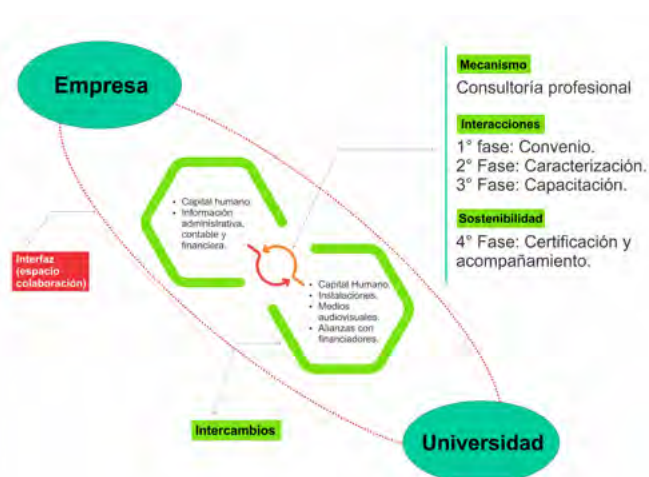 Empresa
Mecanismo
Consultoría profesional
Interacciones
1° fase: Convenio.
2° Fase: Caracterización.
3° Fase: Capacitación.
Sostenibilidad
4° Fase: Certificación y
acompañamiento.
• Capital humano.
• Información
administrativa,
contable y
financiera.
Interfaz
(espacio
colaboración)
• Capital Humano.
• Instalaciones.
• Medios
audiovisuales.
• Alianzas con
financiadores.
Intercambios
Universidad